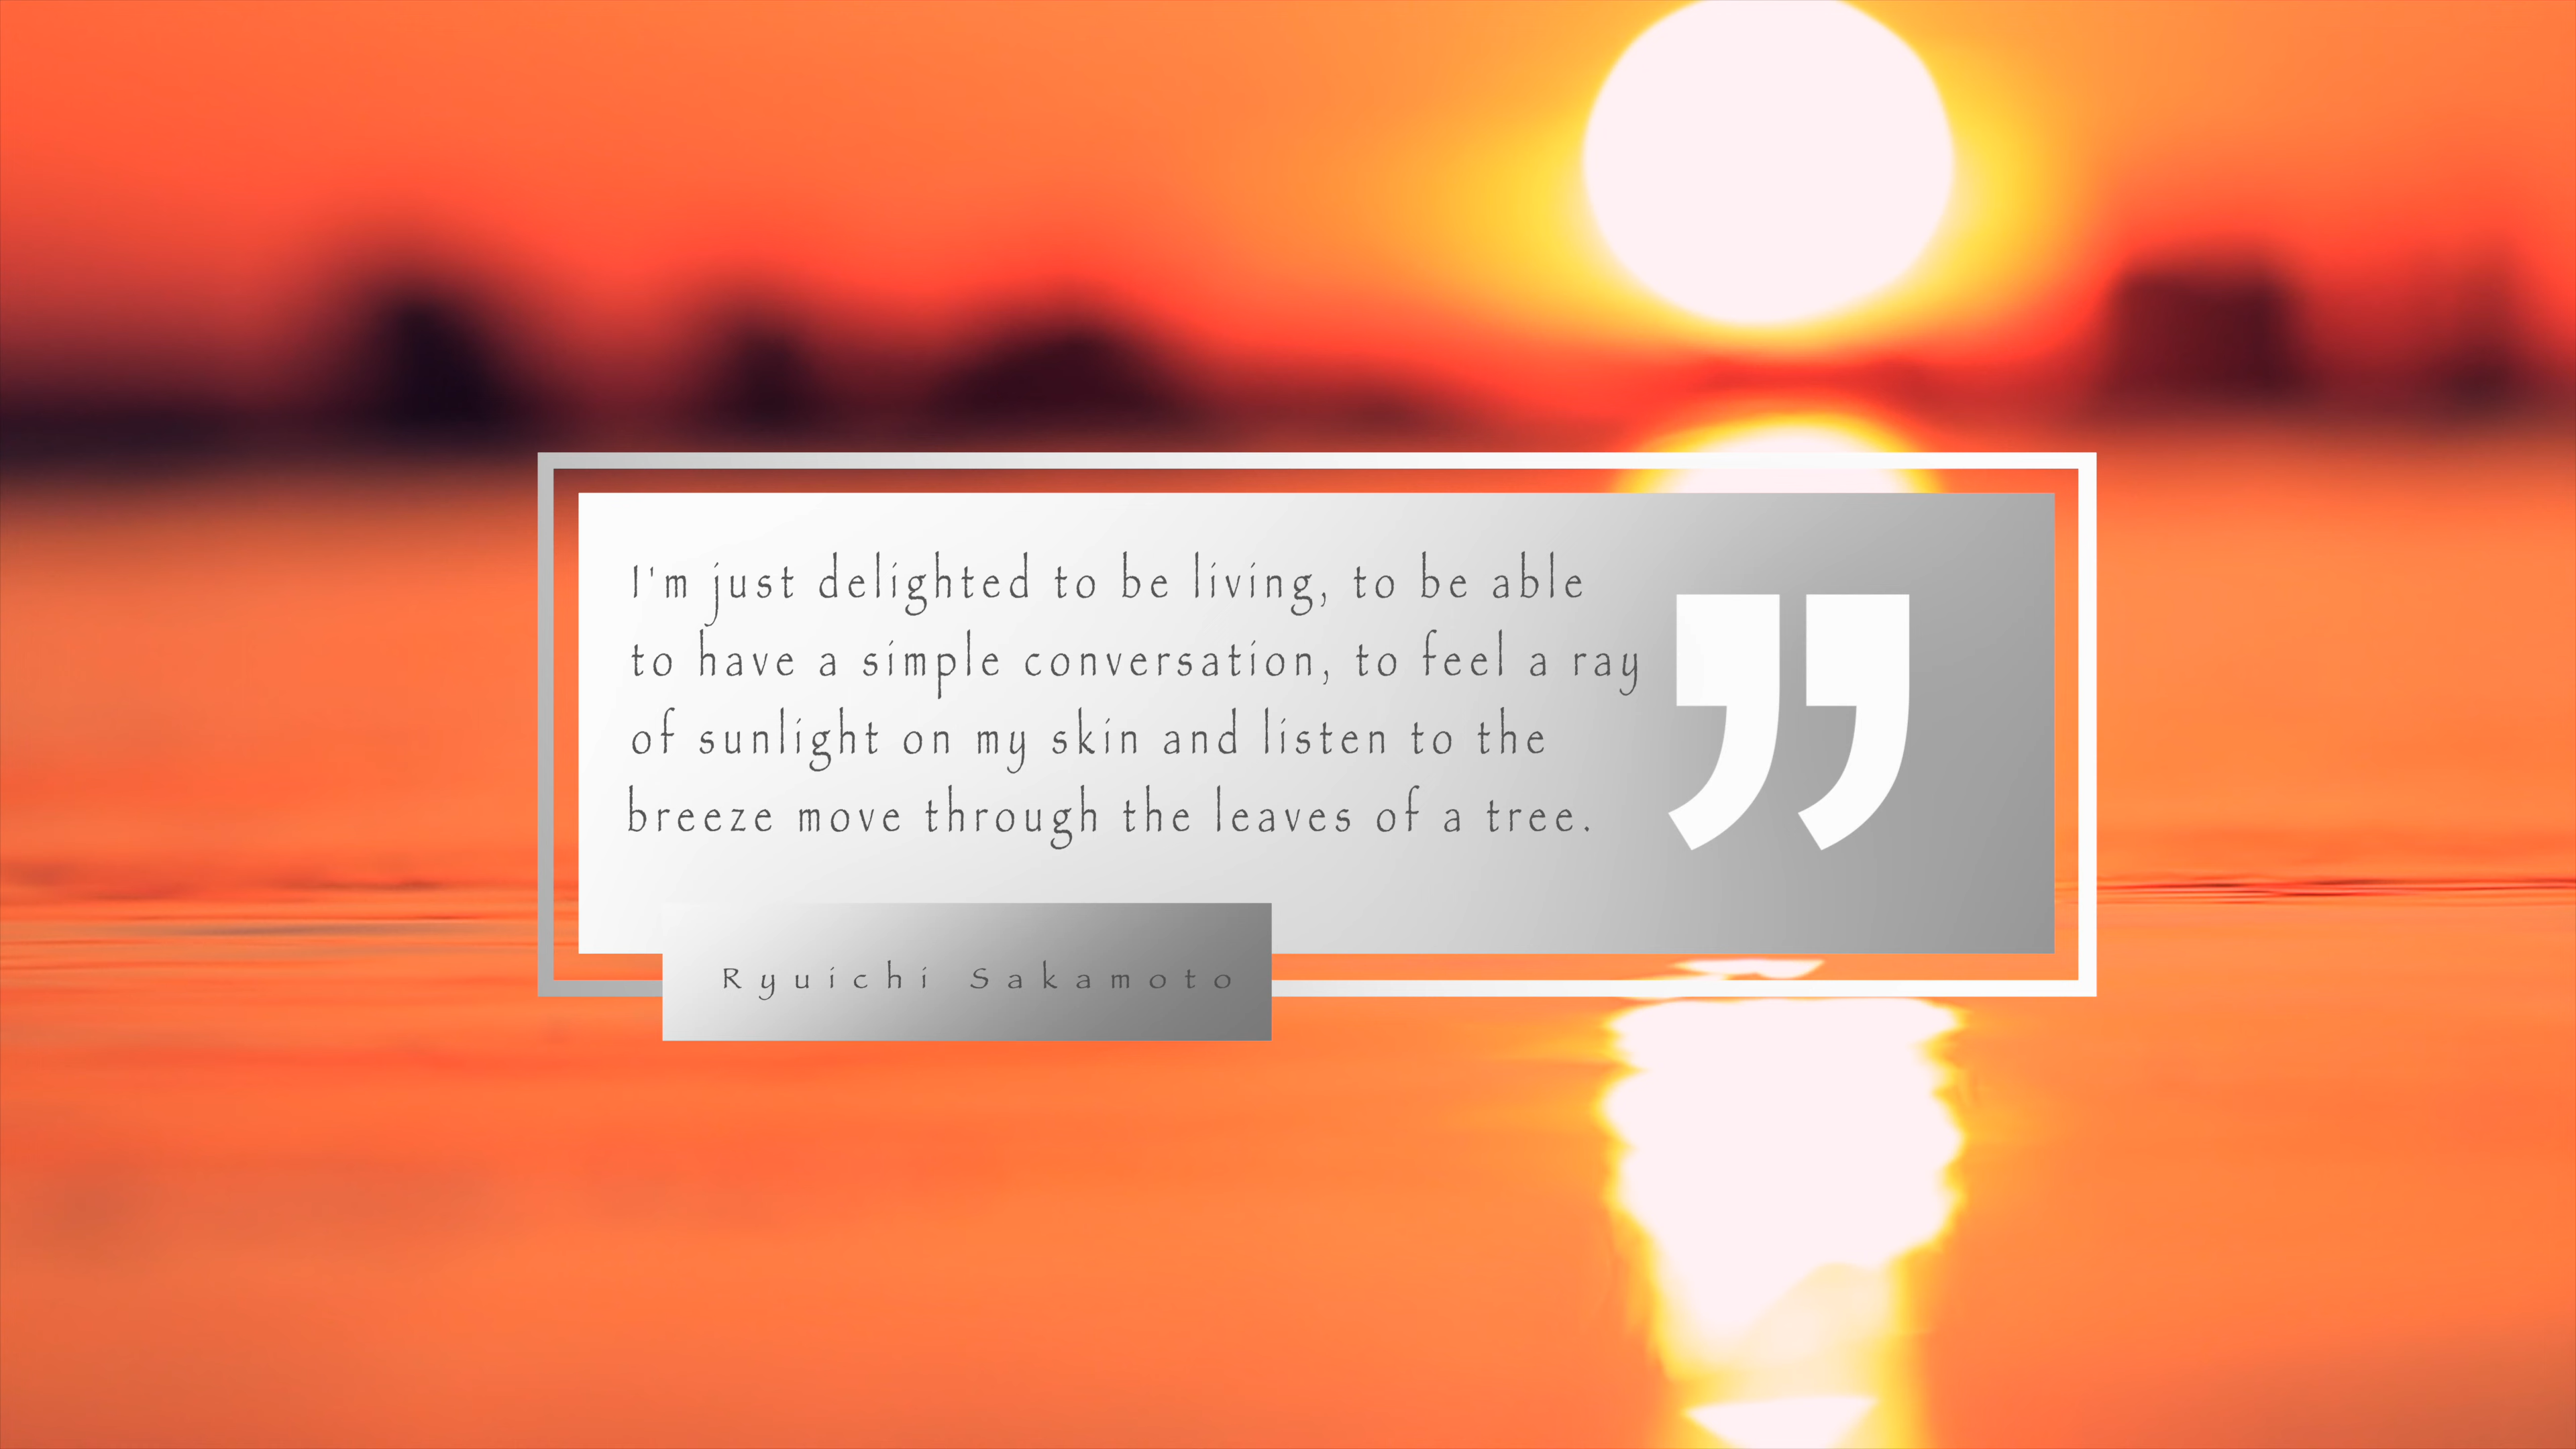 I'm just delighted to be living, to be able
to have a simple conversation, to feel a ray
of sunlight on my skin and listen to the
breeze move through the leaves of a tree.
”
Ryuichi Sakamoto